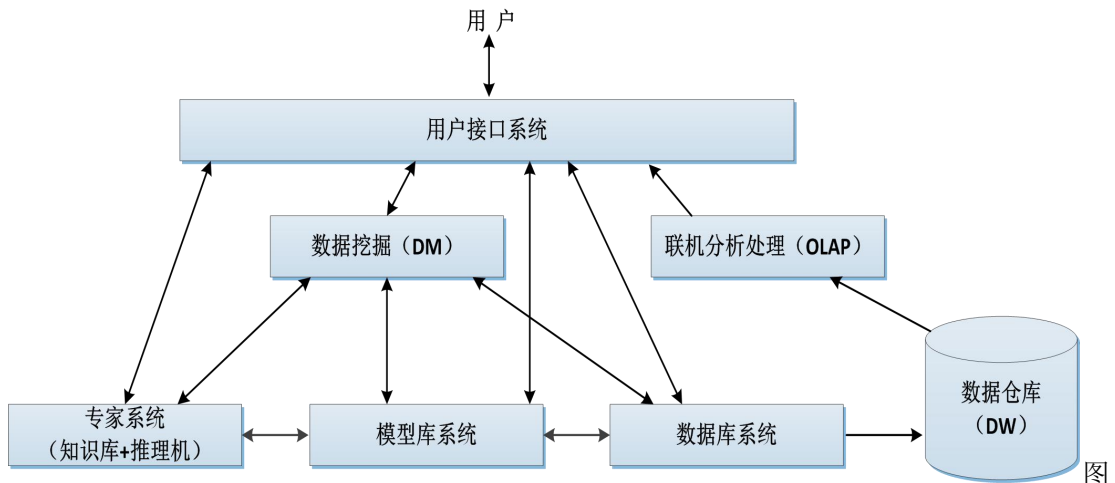 用 户
用户接口系统
数据挖掘（DM）
联机分析处理（OLAP）
专家系统
（知识库+推理机）
模型库系统
数据库系统
数据仓库
（DW）
图